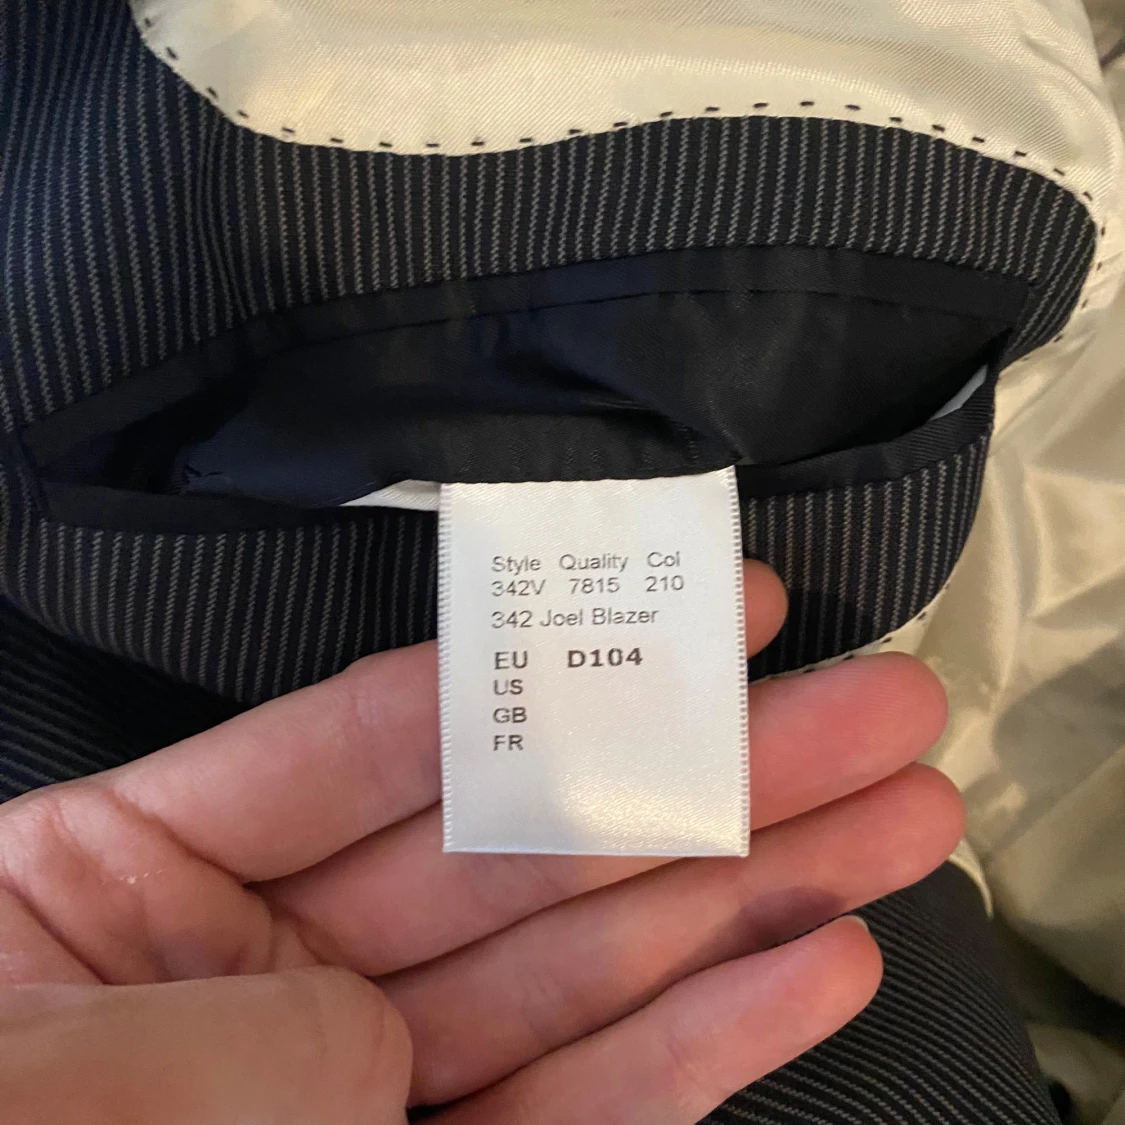 Style Quality Col
342V 7815 210
342 Joel Blazer
EU D104
US
GB
FR